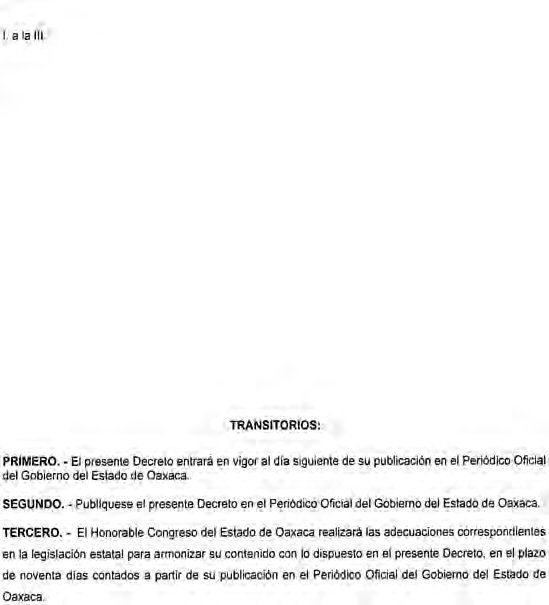 I. a la III.
TRANSITORIOS:
PRIMERO. - El presente Decreto entrará en vigor al día siguiente de su publicación en el Periódico Oficial
del Gobierno del Estado de Oaxaca.
SEGUNDO. - Publíquese el presente Decreto en el Periódico Oficial del Gobierno del Estado de Oaxaca.
TERCERO. - El Honorable Congreso del Estado de Oaxaca realizará las adecuaciones correspondientes
en la legislación estatal para armonizar su contenido con lo dispuesto en el presente Decreto, en el plazo
de noventa días contados a partir de su publicación en el Periódico Oficial del Gobierno del Estado de
Oaxaca.